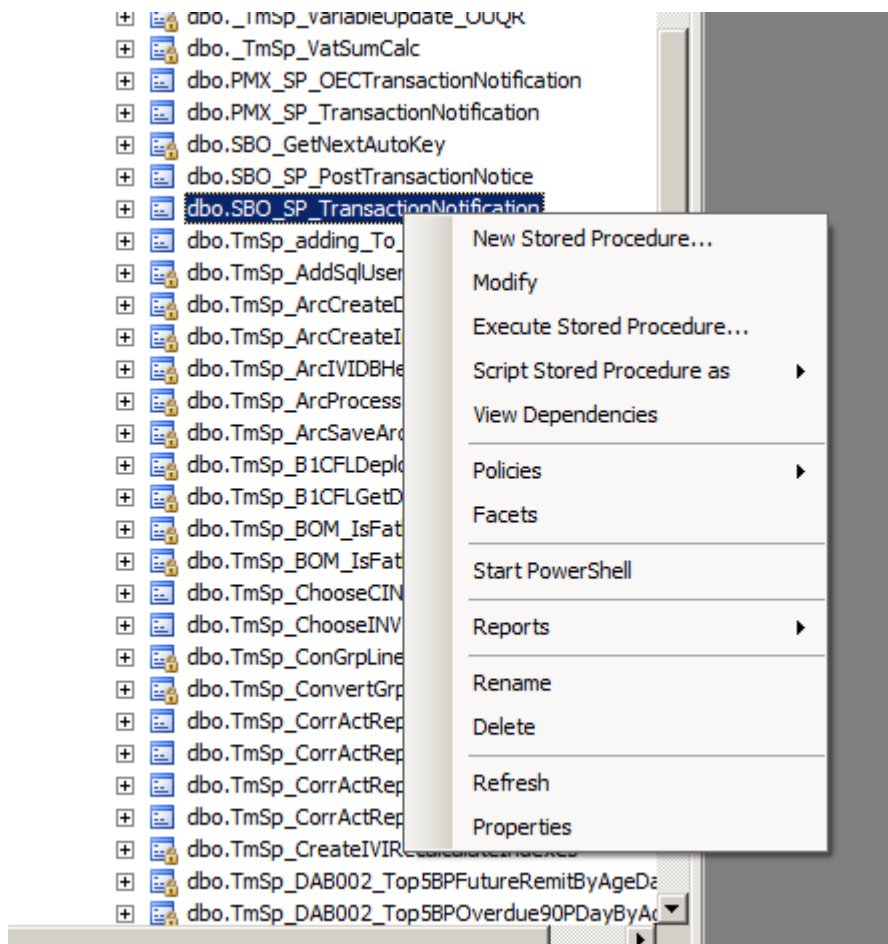 dbo._TmSp_VariableUpdate_OUQR
dbo._TmSp_VatSumCalc
dbo.PMX_SP_OECTransactionNotification
dbo.PMX_SP_TransactionNotification
dbo.SBO_GetNextAutoKey
dbo.SBO_SP_PostTransactionNotice
dbo.SBO_SP_TransactionNotification
dbo.TmSp_adding_To_
dbo.TmSp_AddSqlUser
dbo.TmSp_ArcCreateD
dbo.TmSp_ArcCreateI
dbo.TmSp_ArcIVIDBHe
dbo.TmSp_ArcProcess
dbo.TmSp_ArcSaveArc
dbo.TmSp_B1CFLDeplo
dbo.TmSp_B1CFLGetD
dbo.TmSp_BOM_IsFat
dbo.TmSp_BOM_IsFat
dbo.TmSp_ChooseCIN
dbo.TmSp_ChooseINV
dbo.TmSp_ConGrpLine
dbo.TmSp_ConvertGrp
dbo.TmSp_CorrActRep
dbo.TmSp_CorrActRep
dbo.TmSp_CorrActRep
dbo.TmSp_CorrActRep
dbo.TmSp_CreateIVIRecalculateIndexes
dbo.TmSp_DAB002_Top5BPFutureRemitByAgeDa
dbo.TmSp_DAB002_Top5BPOverdue90PDayByAc
New Stored Procedure...
Modify
Execute Stored Procedure...
Script Stored Procedure as
View Dependencies
Policies
Facets
Start PowerShell
Reports
Rename
Delete
Refresh
Properties